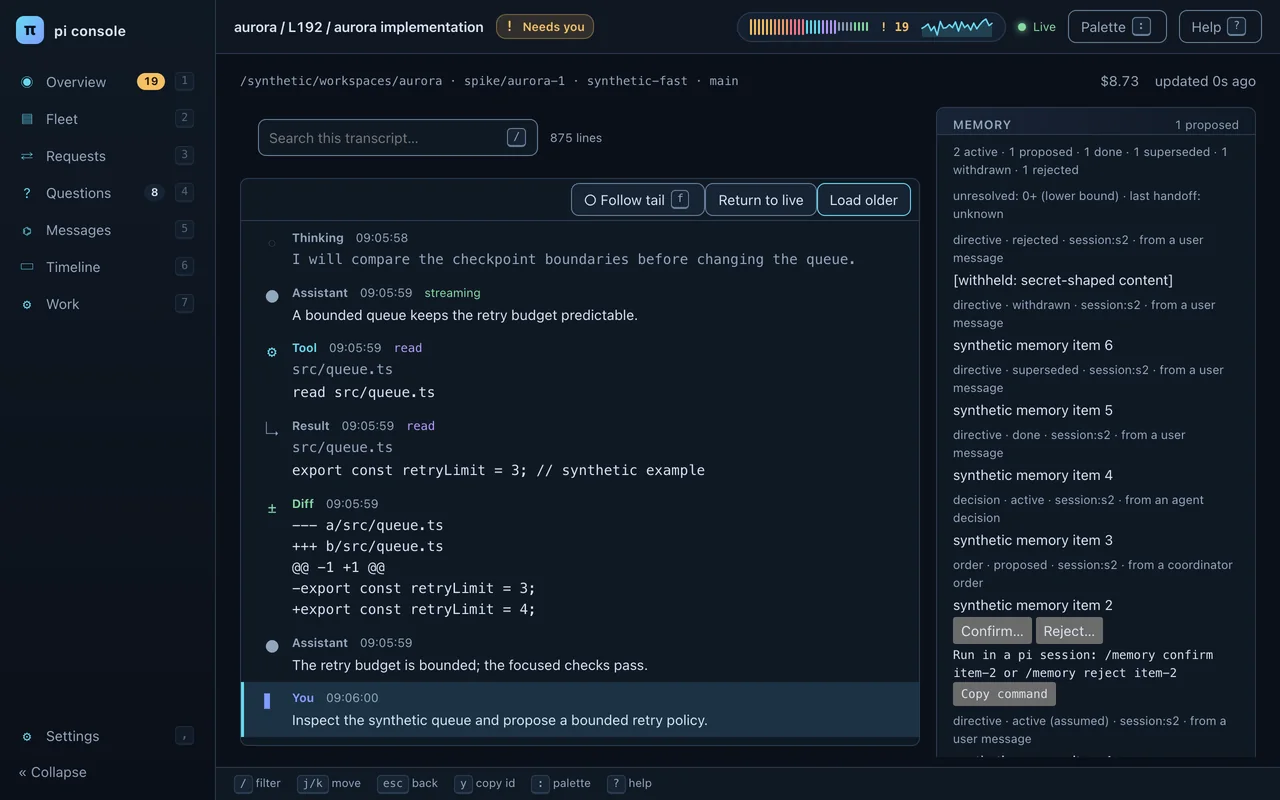 π pi console
Overview 19 1
Fleet 2
Requests 3
Questions 8 4
Messages 5
Timeline 6
Work 7
Settings ,
« Collapse
aurora / L192 / aurora implementation ! Needs you ! 19 Live Palette : Help ?
/synthetic/workspaces/aurora · spike/aurora-1 · synthetic-fast · main $8.73 updated 0s ago
Search this transcript... / 875 lines
Follow tail f Return to live Load older
Thinking 09:05:58
I will compare the checkpoint boundaries before changing the queue.
Assistant 09:05:59 streaming
A bounded queue keeps the retry budget predictable.
Tool 09:05:59 read
src/queue.ts
read src/queue.ts
Result 09:05:59 read
src/queue.ts
export const retryLimit = 3; // synthetic example
± Diff 09:05:59
--- a/src/queue.ts
+++ b/src/queue.ts
@@ -1 +1 @@
-export const retryLimit = 3;
+export const retryLimit = 4;
Assistant 09:05:59
The retry budget is bounded; the focused checks pass.
You 09:06:00
Inspect the synthetic queue and propose a bounded retry policy.
MEMORY 1 proposed
2 active · 1 proposed · 1 done · 1 superseded · 1
withdrawn · 1 rejected
unresolved: 0+ (lower bound) · last handoff:
unknown
directive · rejected · session:s2 · from a user
message
[withheld: secret-shaped content]
directive · withdrawn · session:s2 · from a user
message
synthetic memory item 6
directive · superseded · session:s2 · from a user
message
synthetic memory item 5
directive · done · session:s2 · from a user
message
synthetic memory item 4
decision · active · session:s2 · from an agent
decision
synthetic memory item 3
order · proposed · session:s2 · from a coordinator
order
synthetic memory item 2
Confirm... Reject...
Run in a pi session: /memory confirm
item-2 or /memory reject item-2
Copy command
directive · active (assumed) · session:s2 · from a
user message
/ filter j/k move esc back y copy id : palette ? help